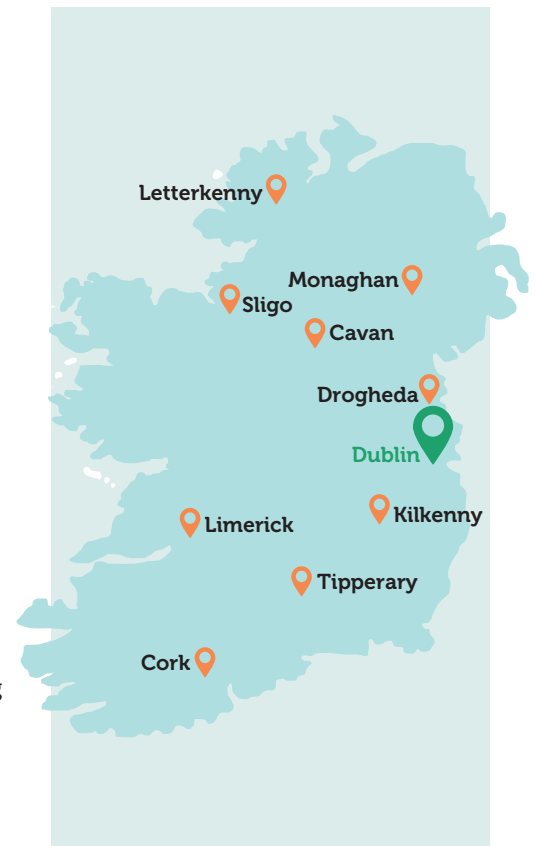 Letterkenny
Monaghan
Sligo
Cavan
Drogheda
Dublin
Kilkenny
Limerick
Tipperary
Cork
g